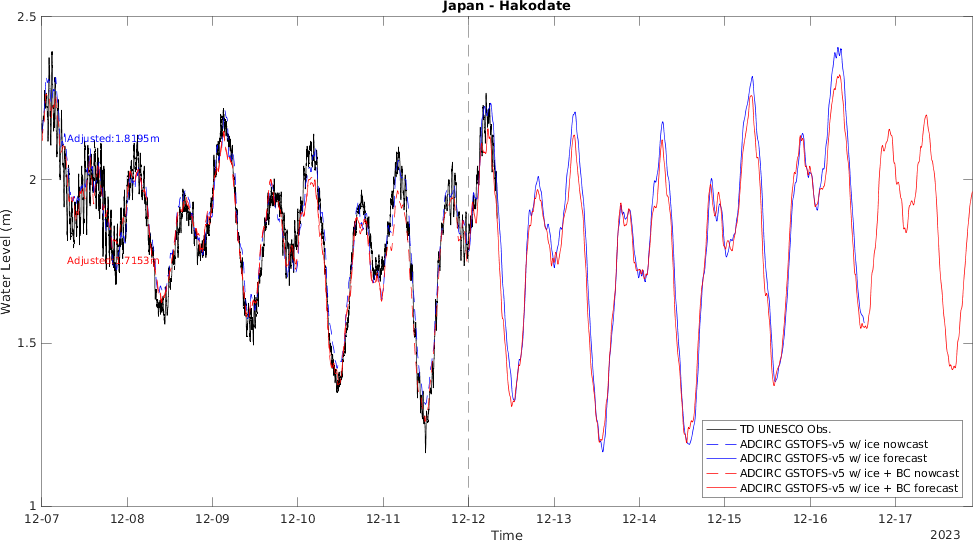 Japan - Hakodate
2.5
2
1.5
1
Water Level (m)
Adjusted:1.8195m
12-07
12-08
12-09
12-10
12-11
12-12
12-13
12-14
12-15
12-16
12-17
Time
2023
TD UNESCO Obs.
ADCIRC GSTOFS-v5 w/ ice nowcast
ADCIRC GSTOFS-v5 w/ ice forecast
ADCIRC GSTOFS-v5 w/ ice + BC nowcast
ADCIRC GSTOFS-v5 w/ ice + BC forecast